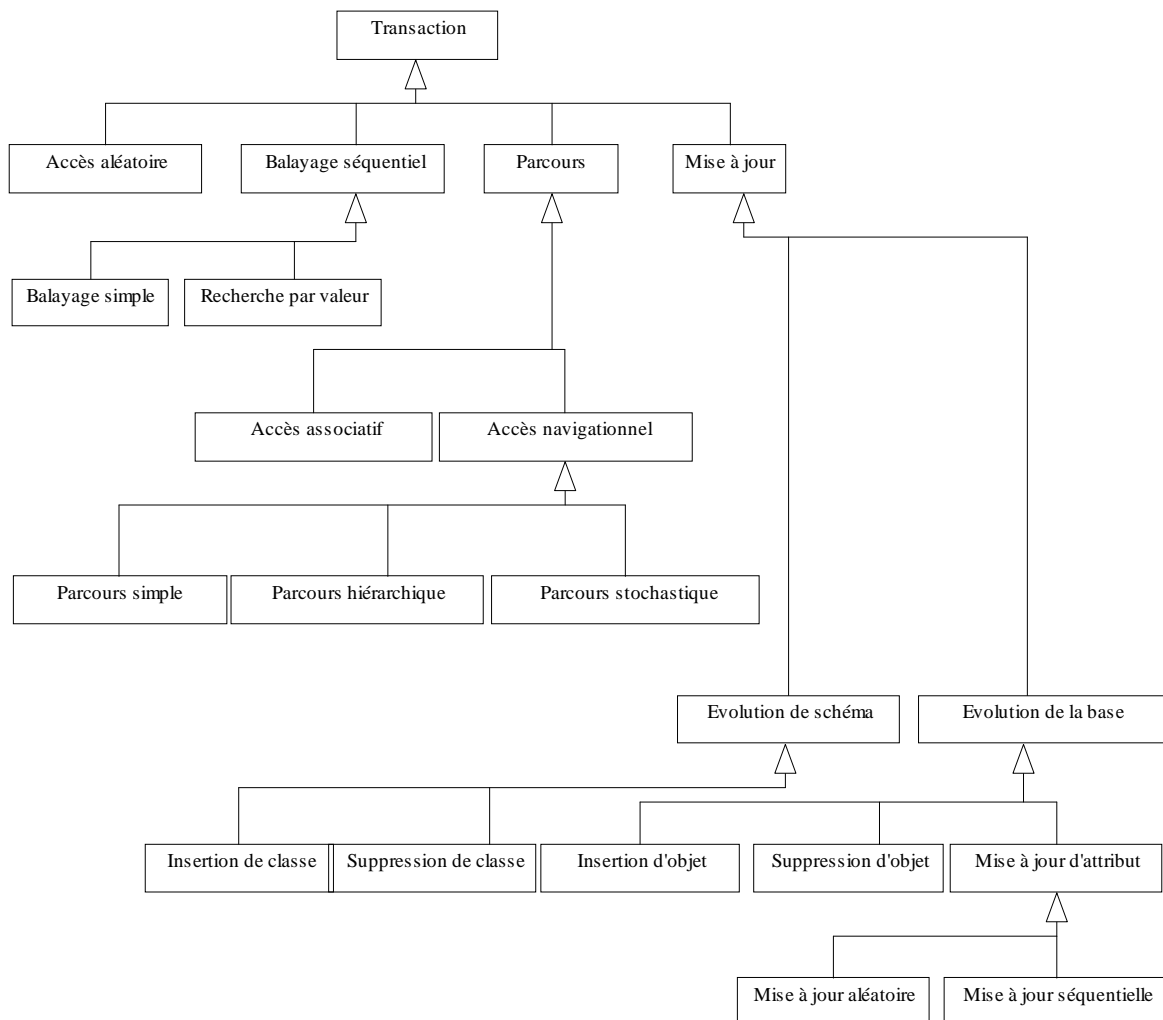 Transaction
Accès aléatoire
Balayage séquentiel
Parcours
Mise à jour
Balayage simple
Recherche par valeur
Accès associatif
Accès navigationnel
Parcours simple
Parcours hiérarchique
Parcours stochastique
Evolution de schéma
Evolution de la base
Insertion de classe
Suppression de classe
Insertion d'objet
Suppression d'objet
Mise à jour d'attribut
Mise à jour aléatoire
Mise à jour séquentielle